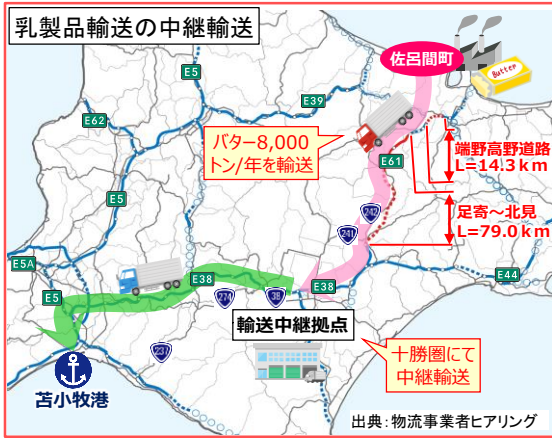 乳製品輸送の中継輸送
佐呂間町
Butter
E5
E39
E62
バター8,000
トン/年を輸送
E61
端野高野道路
L=14.3km
E5
242
足寄～北見
L=79.0km
241
E5A
E38
E44
E5
274
38
E38
輸送中継拠点
237
十勝圏にて
中継輸送
苫小牧港
出典:物流事業者ヒアリング